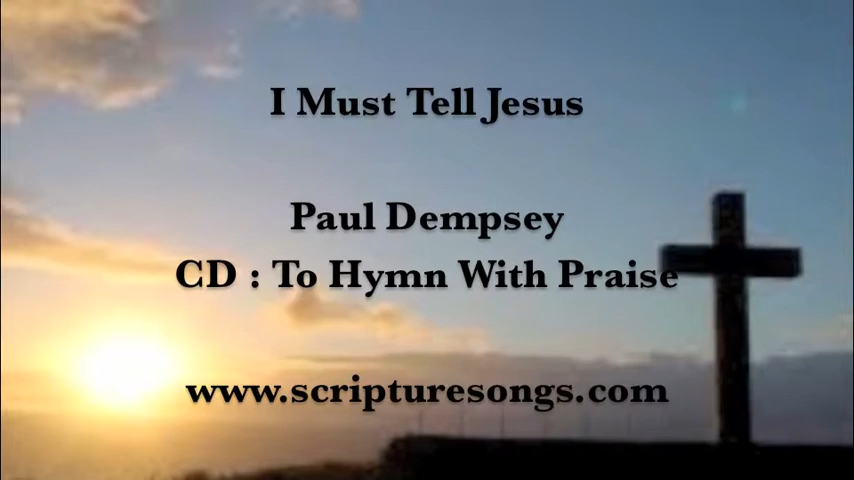 I Must Tell Jesus
Paul Dempsey
CD : To Hymn With Praise
www.scripturesongs.com